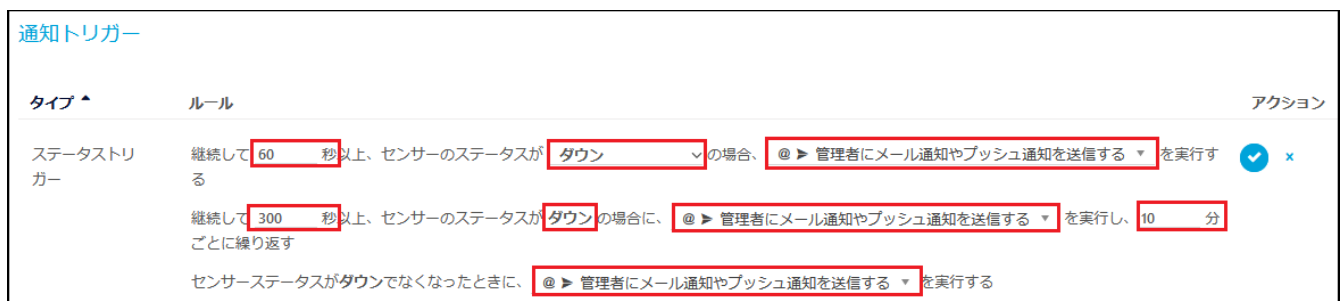 通知トリガー
タイプ ルール アクション
ステータストリ 継続して 60 秒以上、センサーのステータスが ダウン の場合、 @ ➤ 管理者にメール通知やプッシュ通知を送信する ▼ を実行す
ガー る
継続して 300 秒以上、センサーのステータスが ダウン の場合に、 @ ➤ 管理者にメール通知やプッシュ通知を送信する ▼ を実行し、 10 分
ごとに繰り返す
センサーステータスがダウンでなくなったときに、 @ ➤ 管理者にメール通知やプッシュ通知を送信する ▼ を実行する